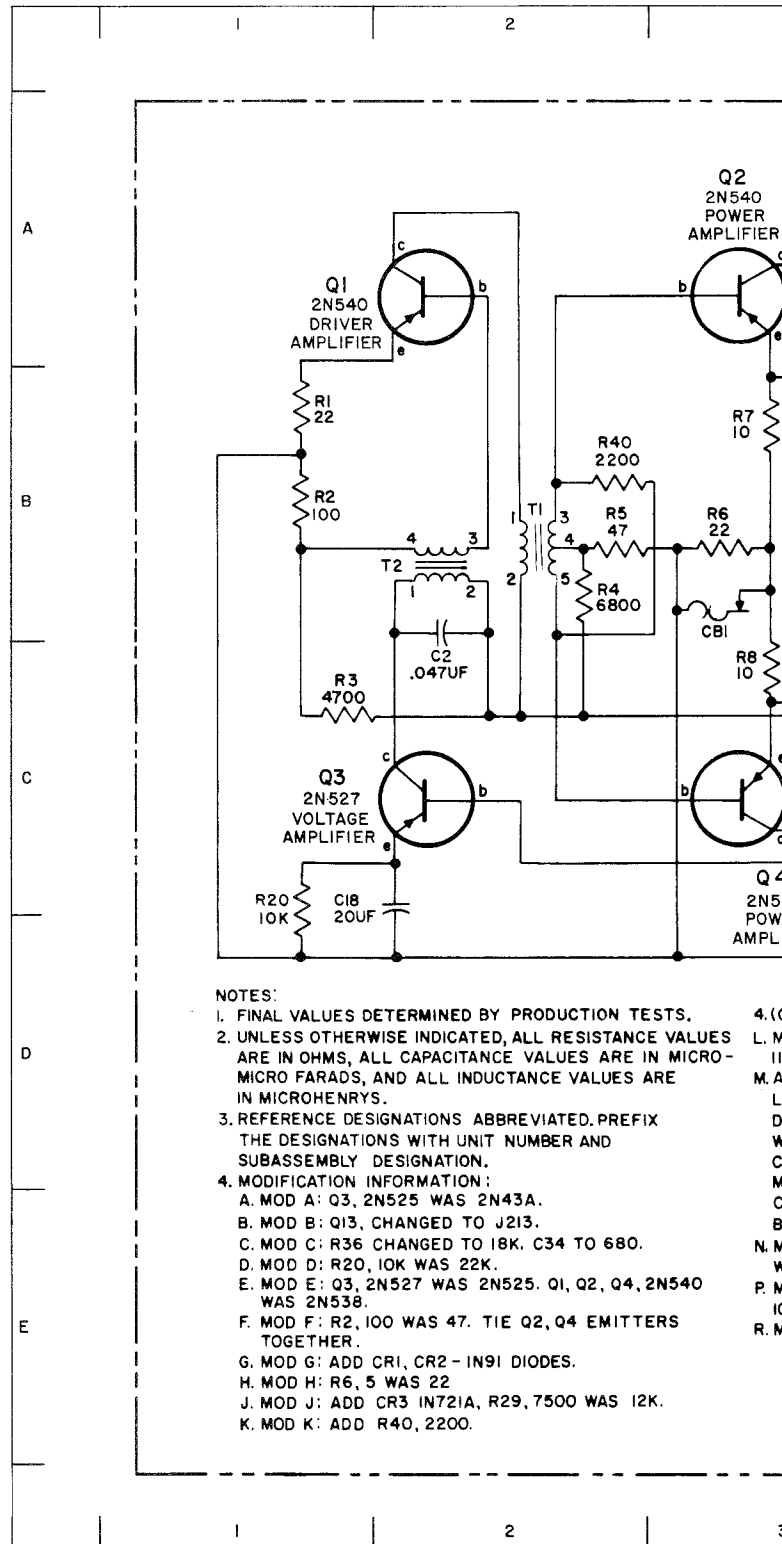 1
2
Q2
2N540
POWER
AMPLIFIER
A
c
c
Q1
2N540
DRIVER
AMPLIFIER
b
b
e
e
R1
22
R7
10
R40
2200
B
R2
100
T1
1
3
R5
47
R6
22
4
3
4
T2
1
2
2
5
R4
6800
CB1
C2
.047UF
R8
10
R3
4700
C
c
e
Q3
2N527
VOLTAGE
AMPLIFIER
b
b
e
c
R20
10K
C18
20UF
Q4
2N5
POW
AMPL
NOTES:
1. FINAL VALUES DETERMINED BY PRODUCTION TESTS.
2. UNLESS OTHERWISE INDICATED, ALL RESISTANCE VALUES
ARE IN OHMS, ALL CAPACITANCE VALUES ARE IN MICRO-
MICRO FARADS, AND ALL INDUCTANCE VALUES ARE
IN MICROHENRYS.
3. REFERENCE DESIGNATIONS ABBREVIATED. PREFIX
THE DESIGNATIONS WITH UNIT NUMBER AND
SUBASSEMBLY DESIGNATION.
4. MODIFICATION INFORMATION:
A. MOD A: Q3, 2N525 WAS 2N43A.
B. MOD B: Q13, CHANGED TO J213.
C. MOD C: R36 CHANGED TO 18K. C34 TO 680.
D. MOD D: R20, 10K WAS 22K.
E. MOD E: Q3, 2N527 WAS 2N525. Q1, Q2, Q4, 2N540
WAS 2N538.
F. MOD F: R2, 100 WAS 47. TIE Q2, Q4 EMITTERS
TOGETHER.
G. MOD G: ADD CR1, CR2 - 1N91 DIODES.
H. MOD H: R6, 5 WAS 22
J. MOD J: ADD CR3 1N721A, R29, 7500 WAS 12K.
K. MOD K: ADD R40, 2200.
4. (
L. M
M. A
L
D
W
C
M
C
B
N. M
W
P. M
R. M
D
E
1
2
3